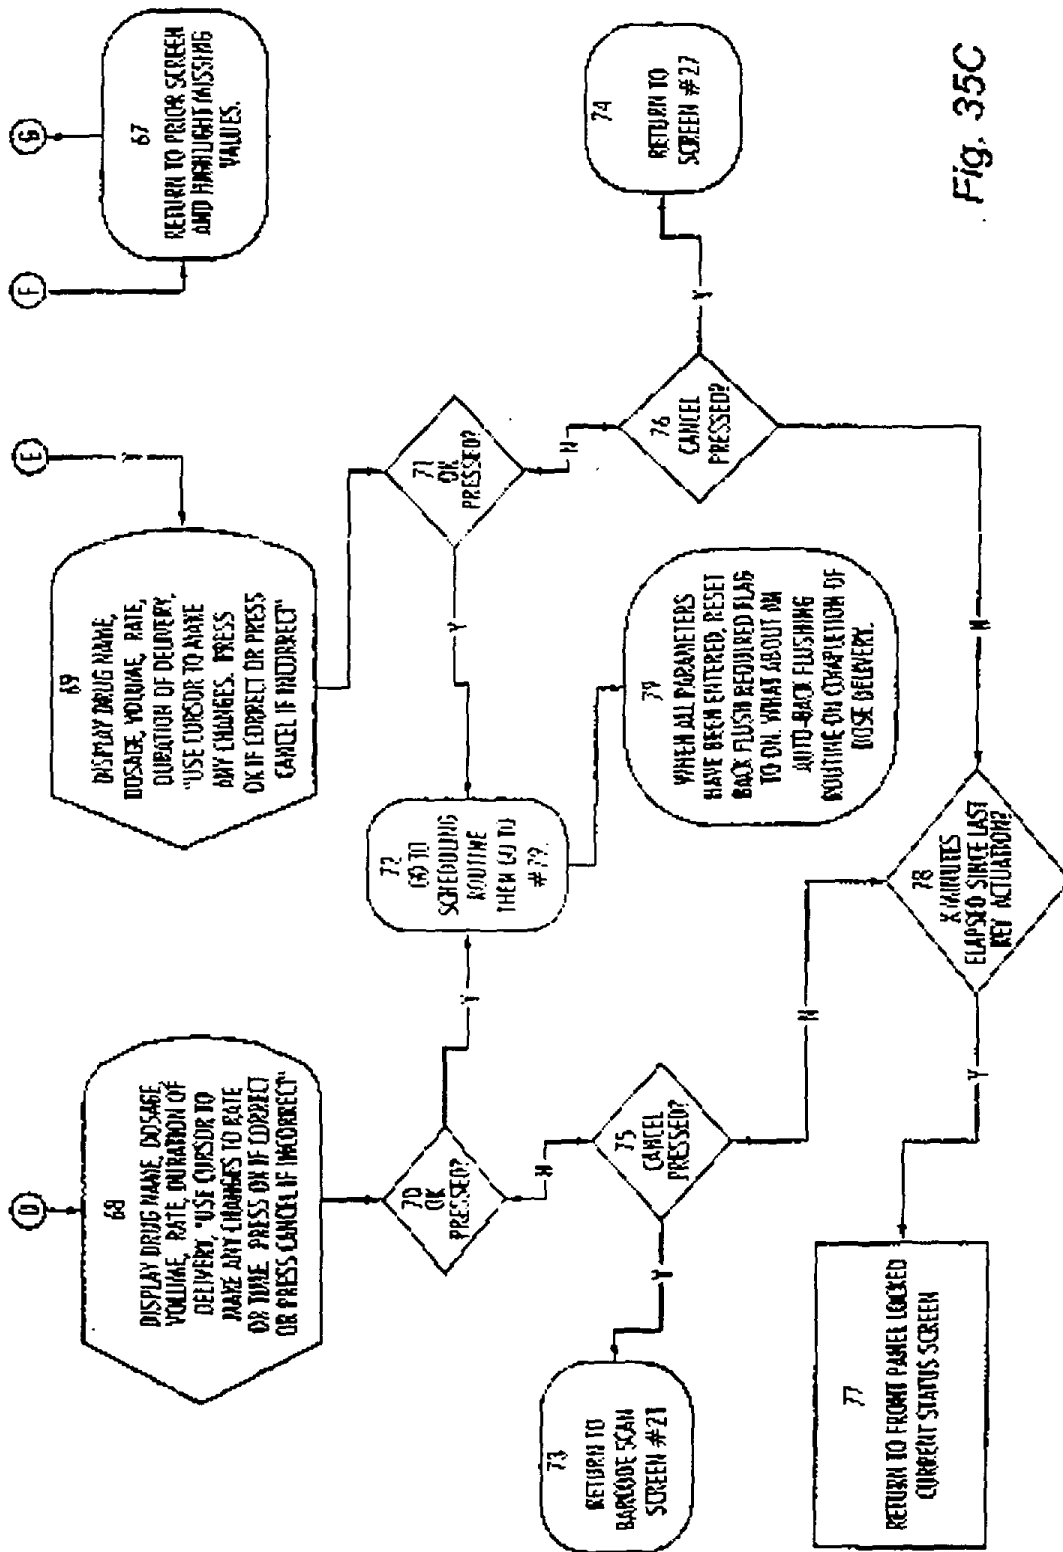 D
E
F
G
68
DISPLAY DRUG NAME, DOSAGE,
VOLUME, RATE, DURATION OF
DELIVERY, "USE CURSOR TO
MAKE ANY CHANGES TO RATE
OR TIME. PRESS OK IF CORRECT
OR PRESS CANCEL IF INCORRECT"
69
DISPLAY DRUG NAME,
DOSAGE, VOLUME, RATE,
DURATION OF DELIVERY,
"USE CURSOR TO MAKE
ANY CHANGES. PRESS
OK IF CORRECT OR PRESS
CANCEL IF INCORRECT"
Y
67
RETURN TO PRIOR SCREEN
AND HIGHLIGHT MISSING
VALUES.
70
OK
PRESSED?
Y
72
GO TO
SCHEDULING
ROUTINE
THEN GO TO
#79.
Y
71
OK
PRESSED?
N
N
73
RETURN TO
BARCODE SCAN
SCREEN #21
Y
75
CANCEL
PRESSED?
N
79
WHEN ALL PARAMETERS
HAVE BEEN ENTERED, RESET
BACK FLUSH REQUIRED FLAG
TO ON. WHAT ABOUT AN
AUTO-BACK FLUSHING
ROUTINE ON COMPLETION OF
DOSE DELIVERY.
76
CANCEL
PRESSED?
Y
74
RETURN TO
SCREEN #27
N
77
RETURN TO FRONT PANEL LOCKED
CURRENT STATUS SCREEN
Y
78
X MINUTES
ELAPSED SINCE LAST
KEY ACTUATION?
Fig. 35C